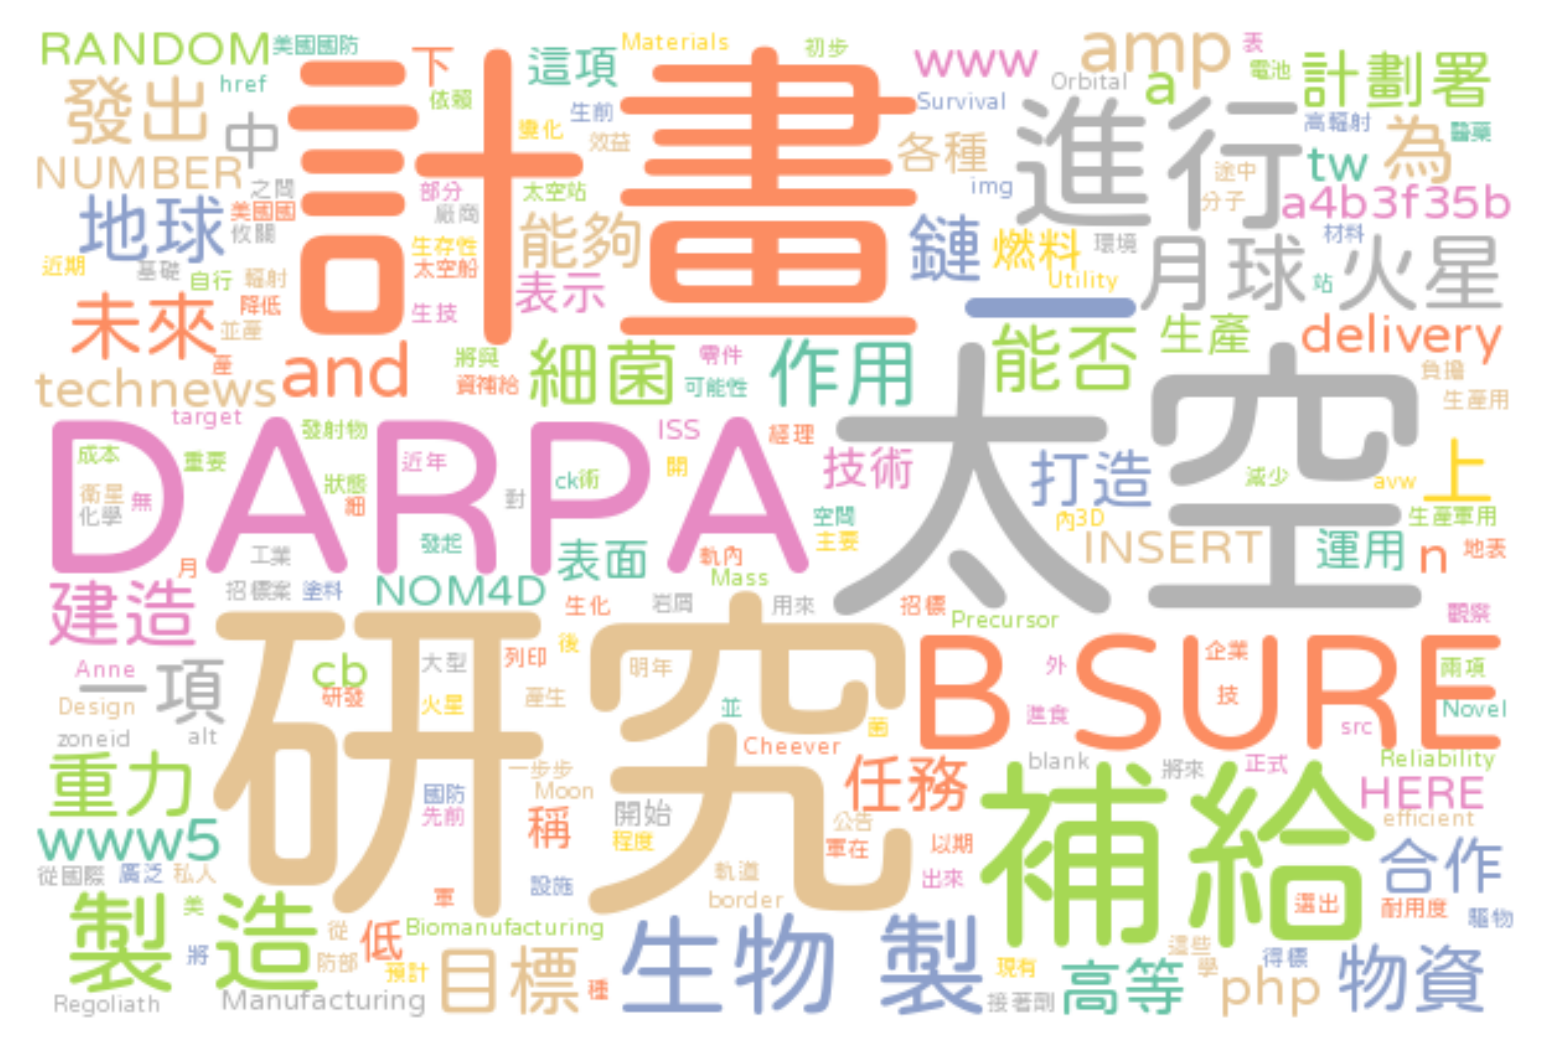 RANDOM
美國國防
下
這項
Materials
初步
www
amp
表
電池
計劃署
發出
href
計畫
依賴
生前
Survival
Orbital
a
進行
高輻射
為
醫藥
中
變化
效益
各種
tw
NUMBER
之間
部分
太空站
img
途中
分子
a4b3f35b
地球
美國國
攸關
廠商
能夠
鏈
燃料
環境
材料
近期
基礎
自行
輻射
生存性
太空船
表示
Utility
月球
站
火星
未來
降低
並產
生技
一
產
and
將與
資補給
細菌
零件
可能性
作用
能否
生產
delivery
technews
負擔
生產用
target
DARPA
發射物
ISS
經理
太空
成本
重要
近年
開
技術
打造
減少
avw
上
衛星
無
化學
狀態
細
ck術
對
空間
主要
內3D
生產軍用
工業
發起
表面
軌內
INSERT
運用
n
地表
月
建造
招標案
塗料
NOM4D
Mass
生化
岩屑
用來
招標
Precursor
觀察
研究
Anne
一項
cb
大型
列印
後
明年
B SURE
外
企業
兩項
Design
研發
火星
產生
並
菌
進食
技
src
Novel
zoneid
alt
Cheever
重力
一步步
Moon
國防
先前
任務
blank
將來
正式
Reliability
補給
HERE
www5
稱
開始
程度
公告
軍在
以期
efficient
從國際
廣泛
私人
設施
軌道
出來
合作
製造
美
軍
border
選出
耐用度
驅物
將
從
低
Biomanufacturing
防部
預計
目標
種
生物
製
現有
這些
學
得標
物資
Regoliath
Manufacturing
接著劑
高等
php